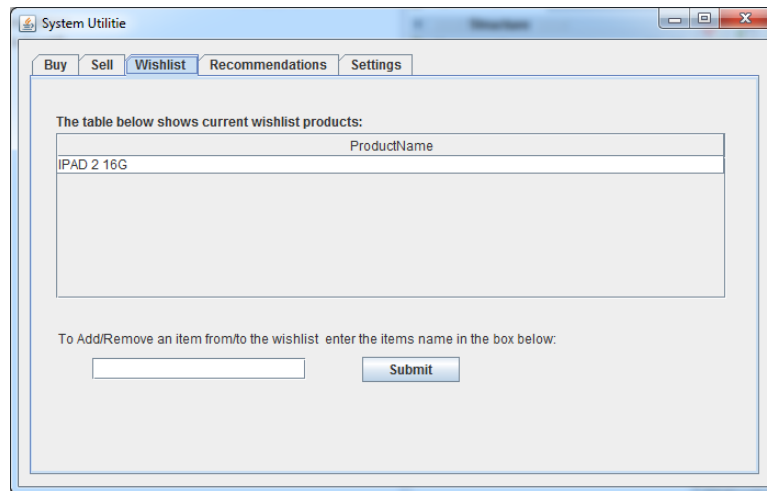 System Utilitie
Structure
Buy Sell Wishlist Recommendations Settings
The table below shows current wishlist products:
ProductName
IPAD 2 16G
To Add/Remove an item from/to the wishlist enter the items name in the box below:
Submit